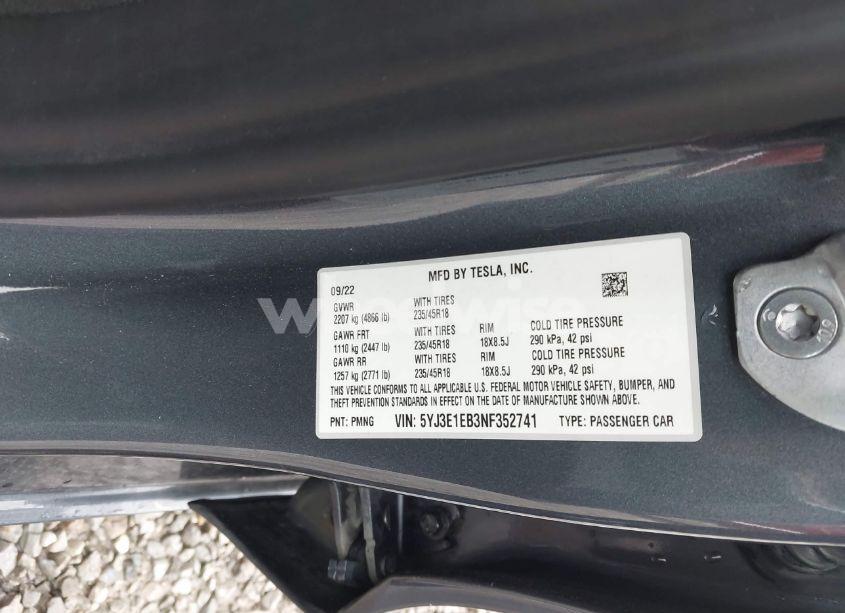 MFD BY TESLA, INC.
09/22
GVWR WITH TIRES
2207 kg (4866 lb) 235/45R18
GAWR FRT WITH TIRES RIM COLD TIRE PRESSURE
1110 kg (2447 lb) 235/45R18 18X8.5J 290 kPa, 42 psi
GAWR RR WITH TIRES RIM COLD TIRE PRESSURE
1257 kg (2771 lb) 235/45R18 18X8.5J 290 kPa, 42 psi
THIS VEHICLE CONFORMS TO ALL APPLICABLE U.S. FEDERAL MOTOR VEHICLE SAFETY, BUMPER, AND
THEFT PREVENTION STANDARDS IN EFFECT ON THE DATE OF MANUFACTURE SHOWN ABOVE.
PNT: PMNG VIN: 5YJ3E1EB3NF352741 TYPE: PASSENGER CAR